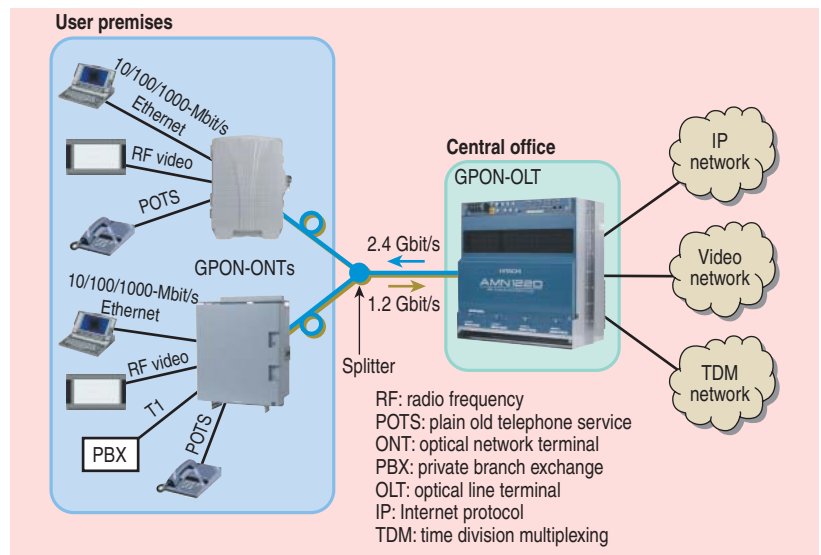 User premises
10/100/1000-Mbit/s
Ethernet
RF video
POTS
GPON-ONTs
10/100/1000-Mbit/s
Ethernet
RF video
T1
PBX
POTS
2.4 Gbit/s
1.2 Gbit/s
Splitter
Central office
GPON-OLT
HITACHI
AMN1220
IP
network
Video
network
TDM
network
RF: radio frequency
POTS: plain old telephone service
ONT: optical network terminal
PBX: private branch exchange
OLT: optical line terminal
IP: Internet protocol
TDM: time division multiplexing